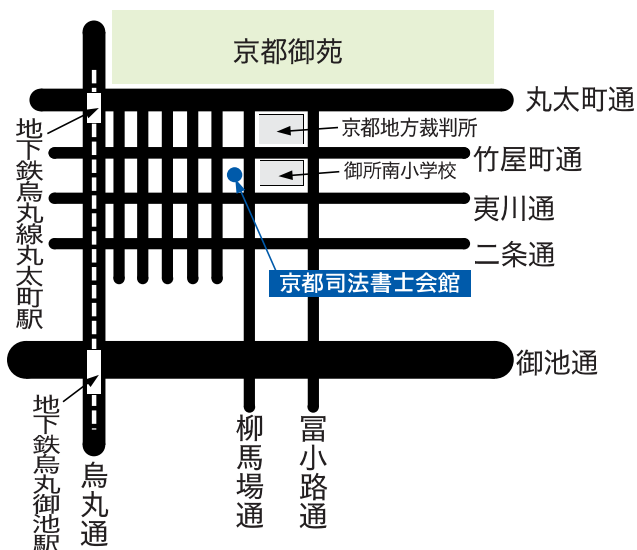 京都御苑
丸太町通
京都地方裁判所
地下鉄烏丸線丸太町駅
竹屋町通
御所南小学校
夷川通
二条通
京都司法書士会館
御池通
地下鉄烏丸御池駅
烏丸通
柳馬場通
冨小路通